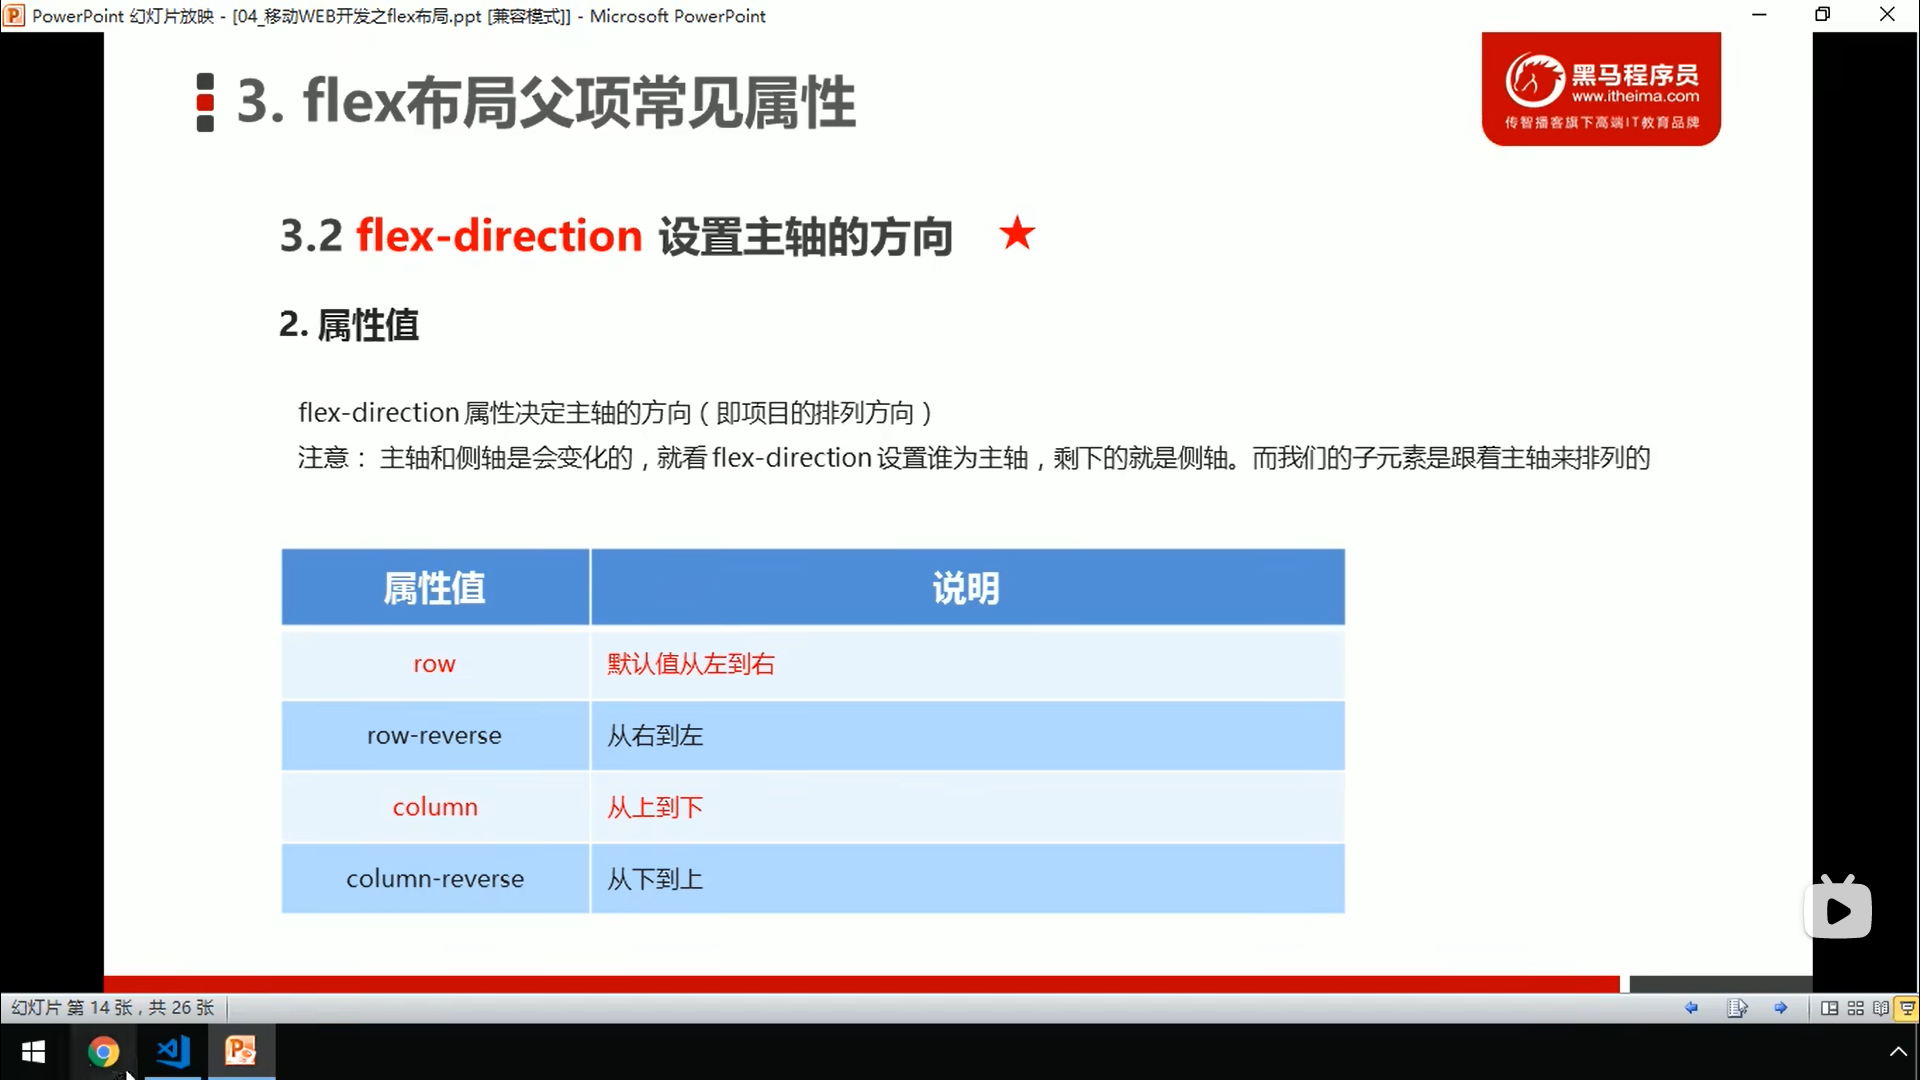 PowerPoint 幻灯片放映 - [04_移动WEB开发之flex布局.ppt [兼容模式]] - Microsoft PowerPoint
3. flex布局父项常见属性
黑马程序员
www.itheima.com
传智播客旗下高端IT教育品牌
3.2 flex-direction 设置主轴的方向 ★
2. 属性值
flex-direction 属性决定主轴的方向（即项目的排列方向）
注意： 主轴和侧轴是会变化的，就看 flex-direction 设置谁为主轴，剩下的就是侧轴。而我们的子元素是跟着主轴来排列的
属性值 说明
row 默认值从左到右
row-reverse 从右到左
column 从上到下
column-reverse 从下到上
幻灯片 第 14 张，共 26 张